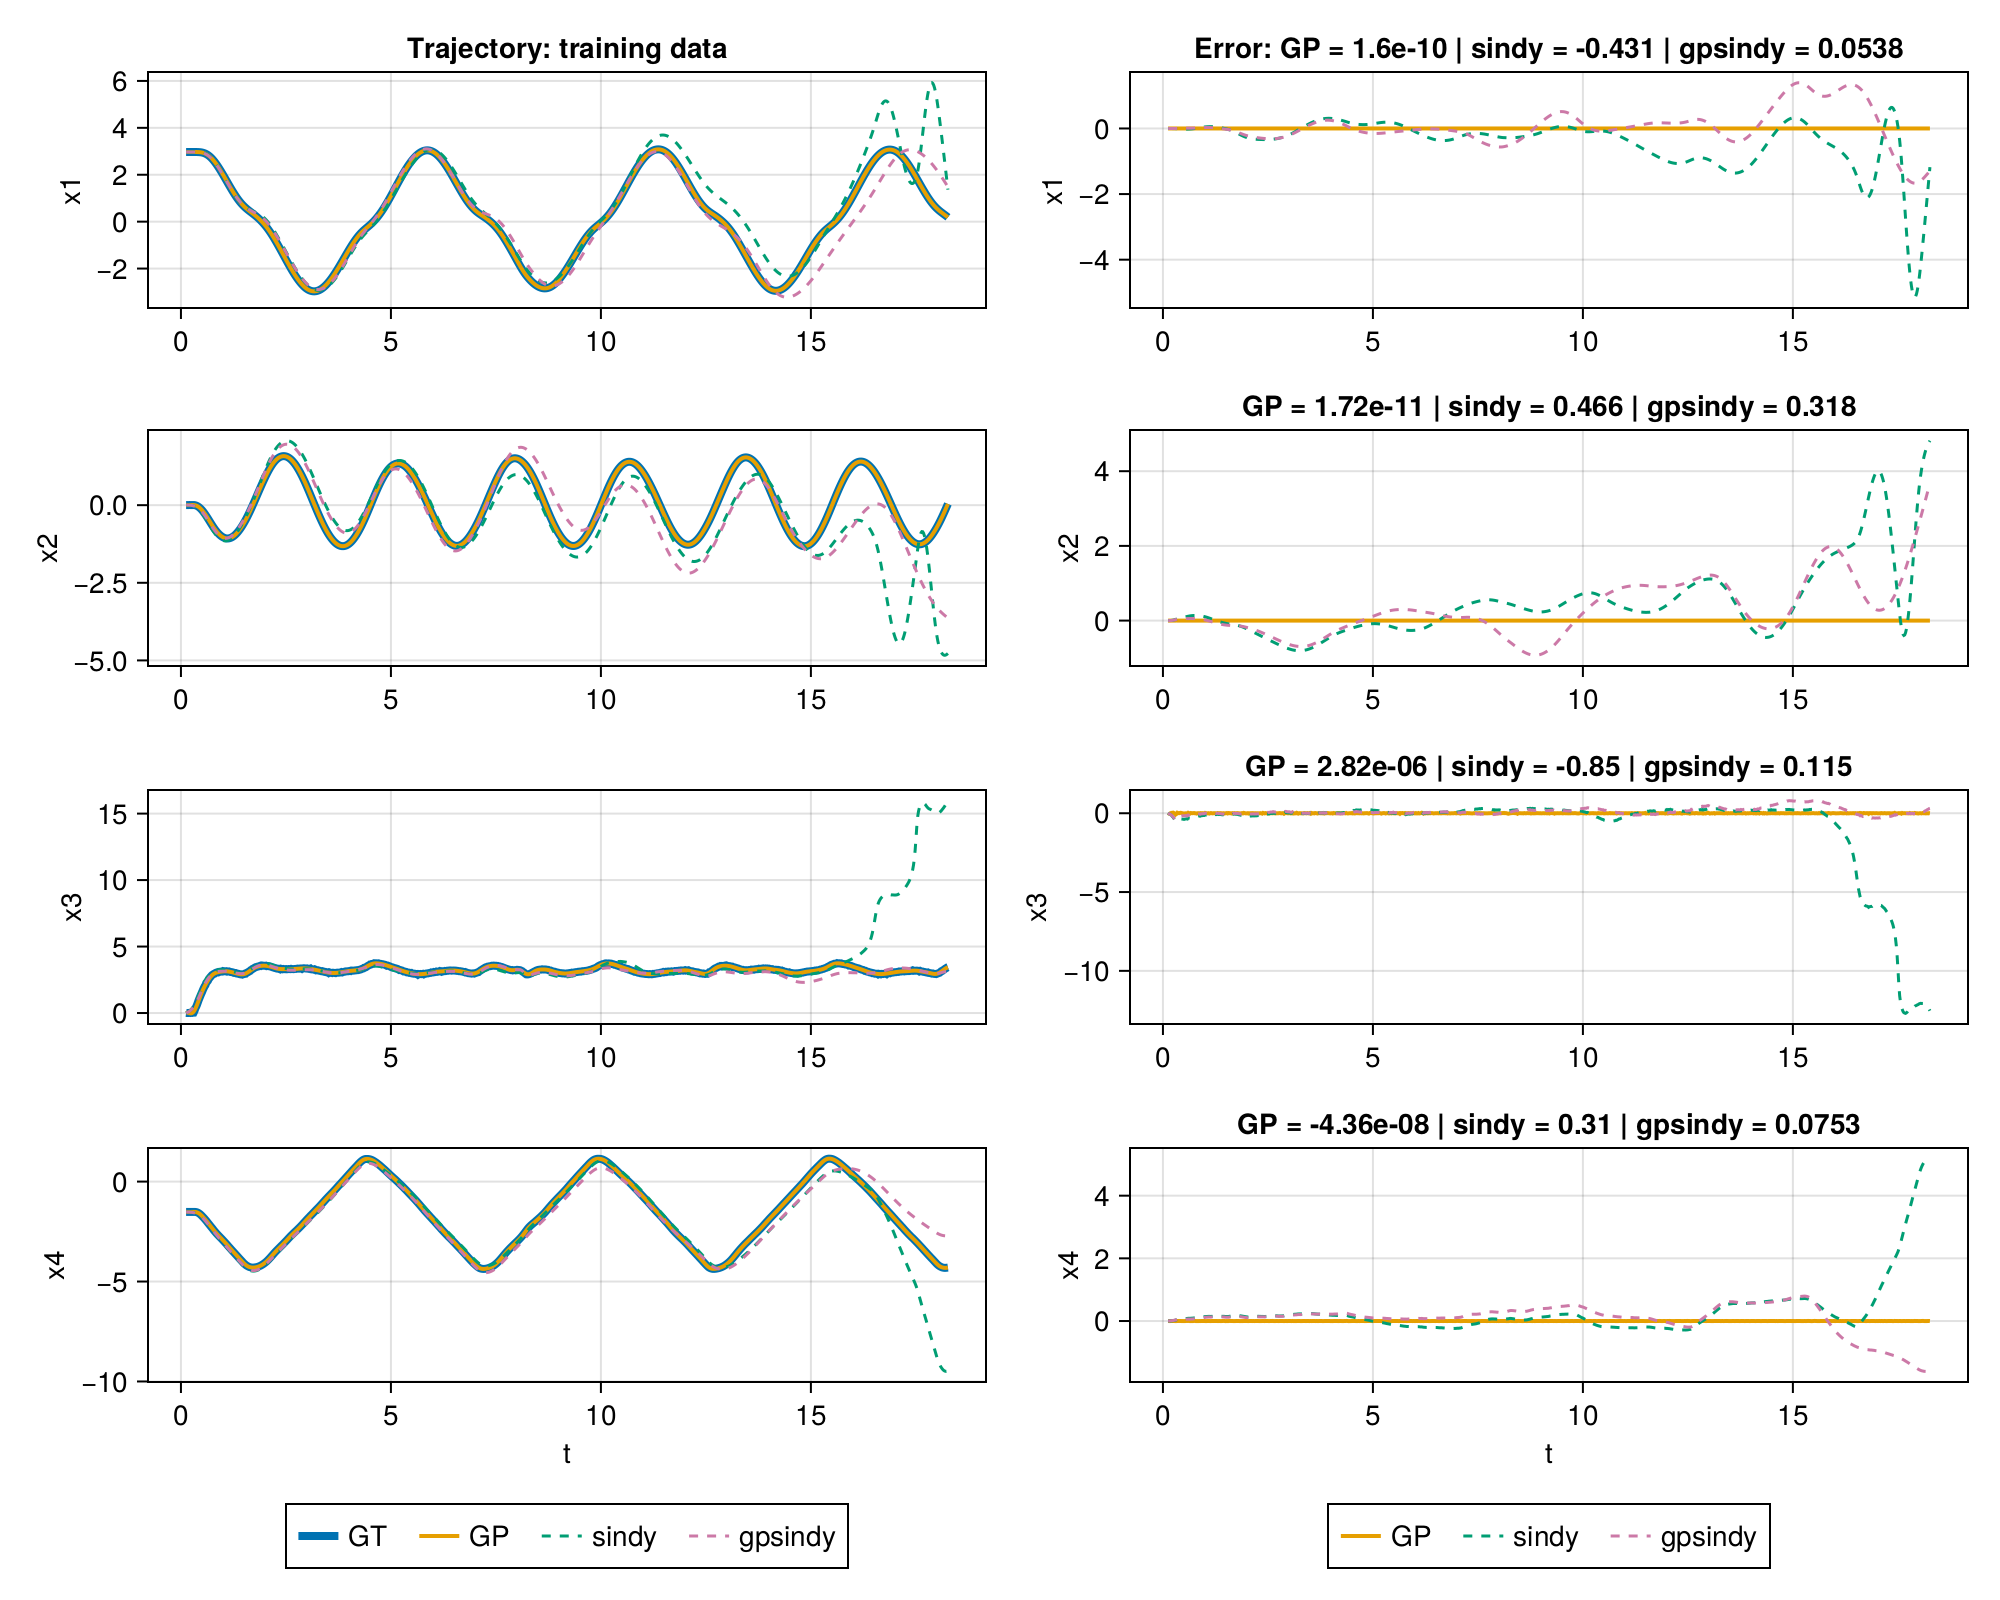 Trajectory: training data
x1
6
4
2
0
−2
0 5 10 15
Error: GP = 1.6e-10 | sindy = -0.431 | gpsindy = 0.0538
x1
0
−2
−4
0 5 10 15
x2
0.0
−2.5
−5.0
0 5 10 15
GP = 1.72e-11 | sindy = 0.466 | gpsindy = 0.318
x2
4
2
0
0 5 10 15
x3
15
10
5
0
0 5 10 15
GP = 2.82e-06 | sindy = -0.85 | gpsindy = 0.115
x3
0
−5
−10
0 5 10 15
x4
0
−5
−10
0 5 10 15
t
GP = -4.36e-08 | sindy = 0.31 | gpsindy = 0.0753
x4
4
2
0
0 5 10 15
t
GT GP sindy gpsindy
GP sindy gpsindy